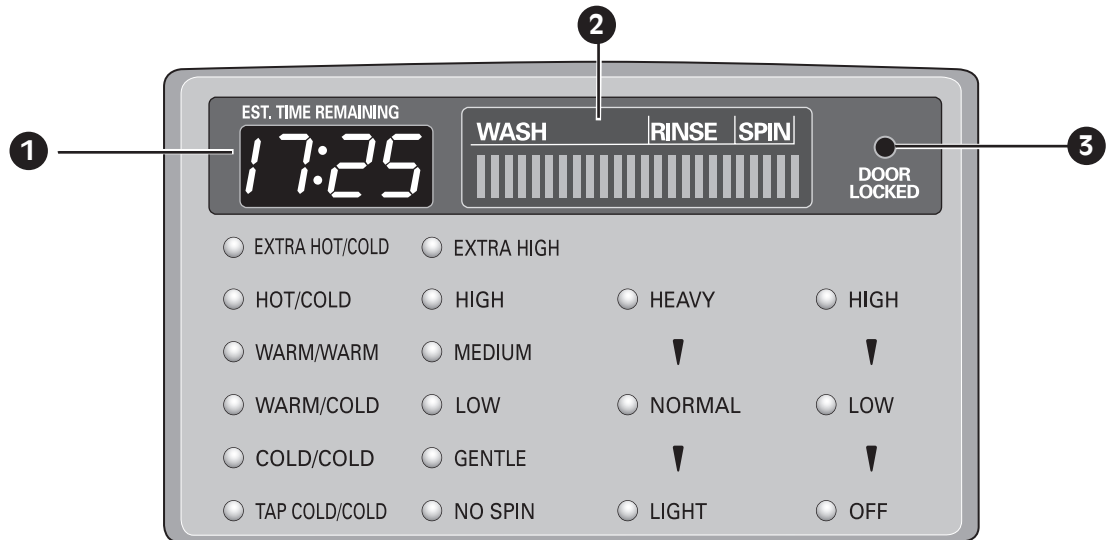 2
EST. TIME REMAINING
17:25
WASH RINSE SPIN
1
3
DOOR
LOCKED
EXTRA HOT/COLD EXTRA HIGH
HOT/COLD HIGH HEAVY HIGH
WARM/WARM MEDIUM
WARM/COLD LOW NORMAL LOW
COLD/COLD GENTLE
TAP COLD/COLD NO SPIN LIGHT OFF